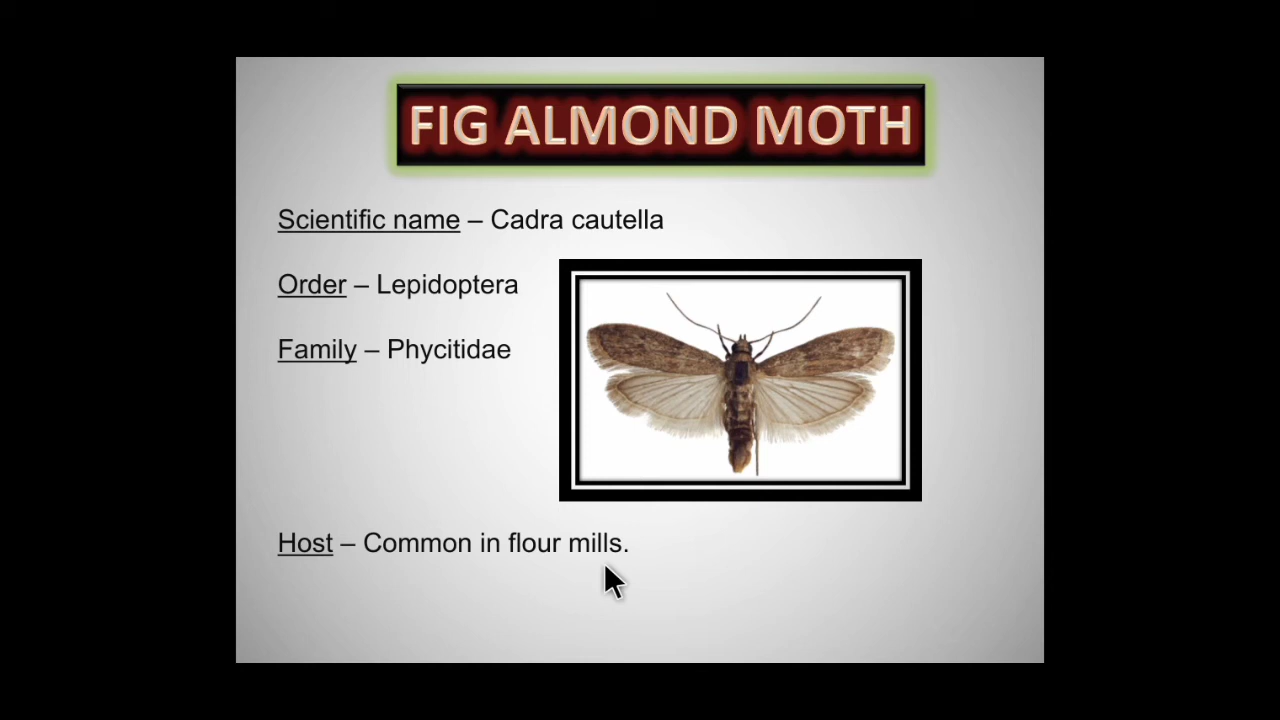 FIG ALMOND MOTH
Scientific name – Cadra cautella
Order – Lepidoptera
Family – Phycitidae
Host – Common in flour mills.